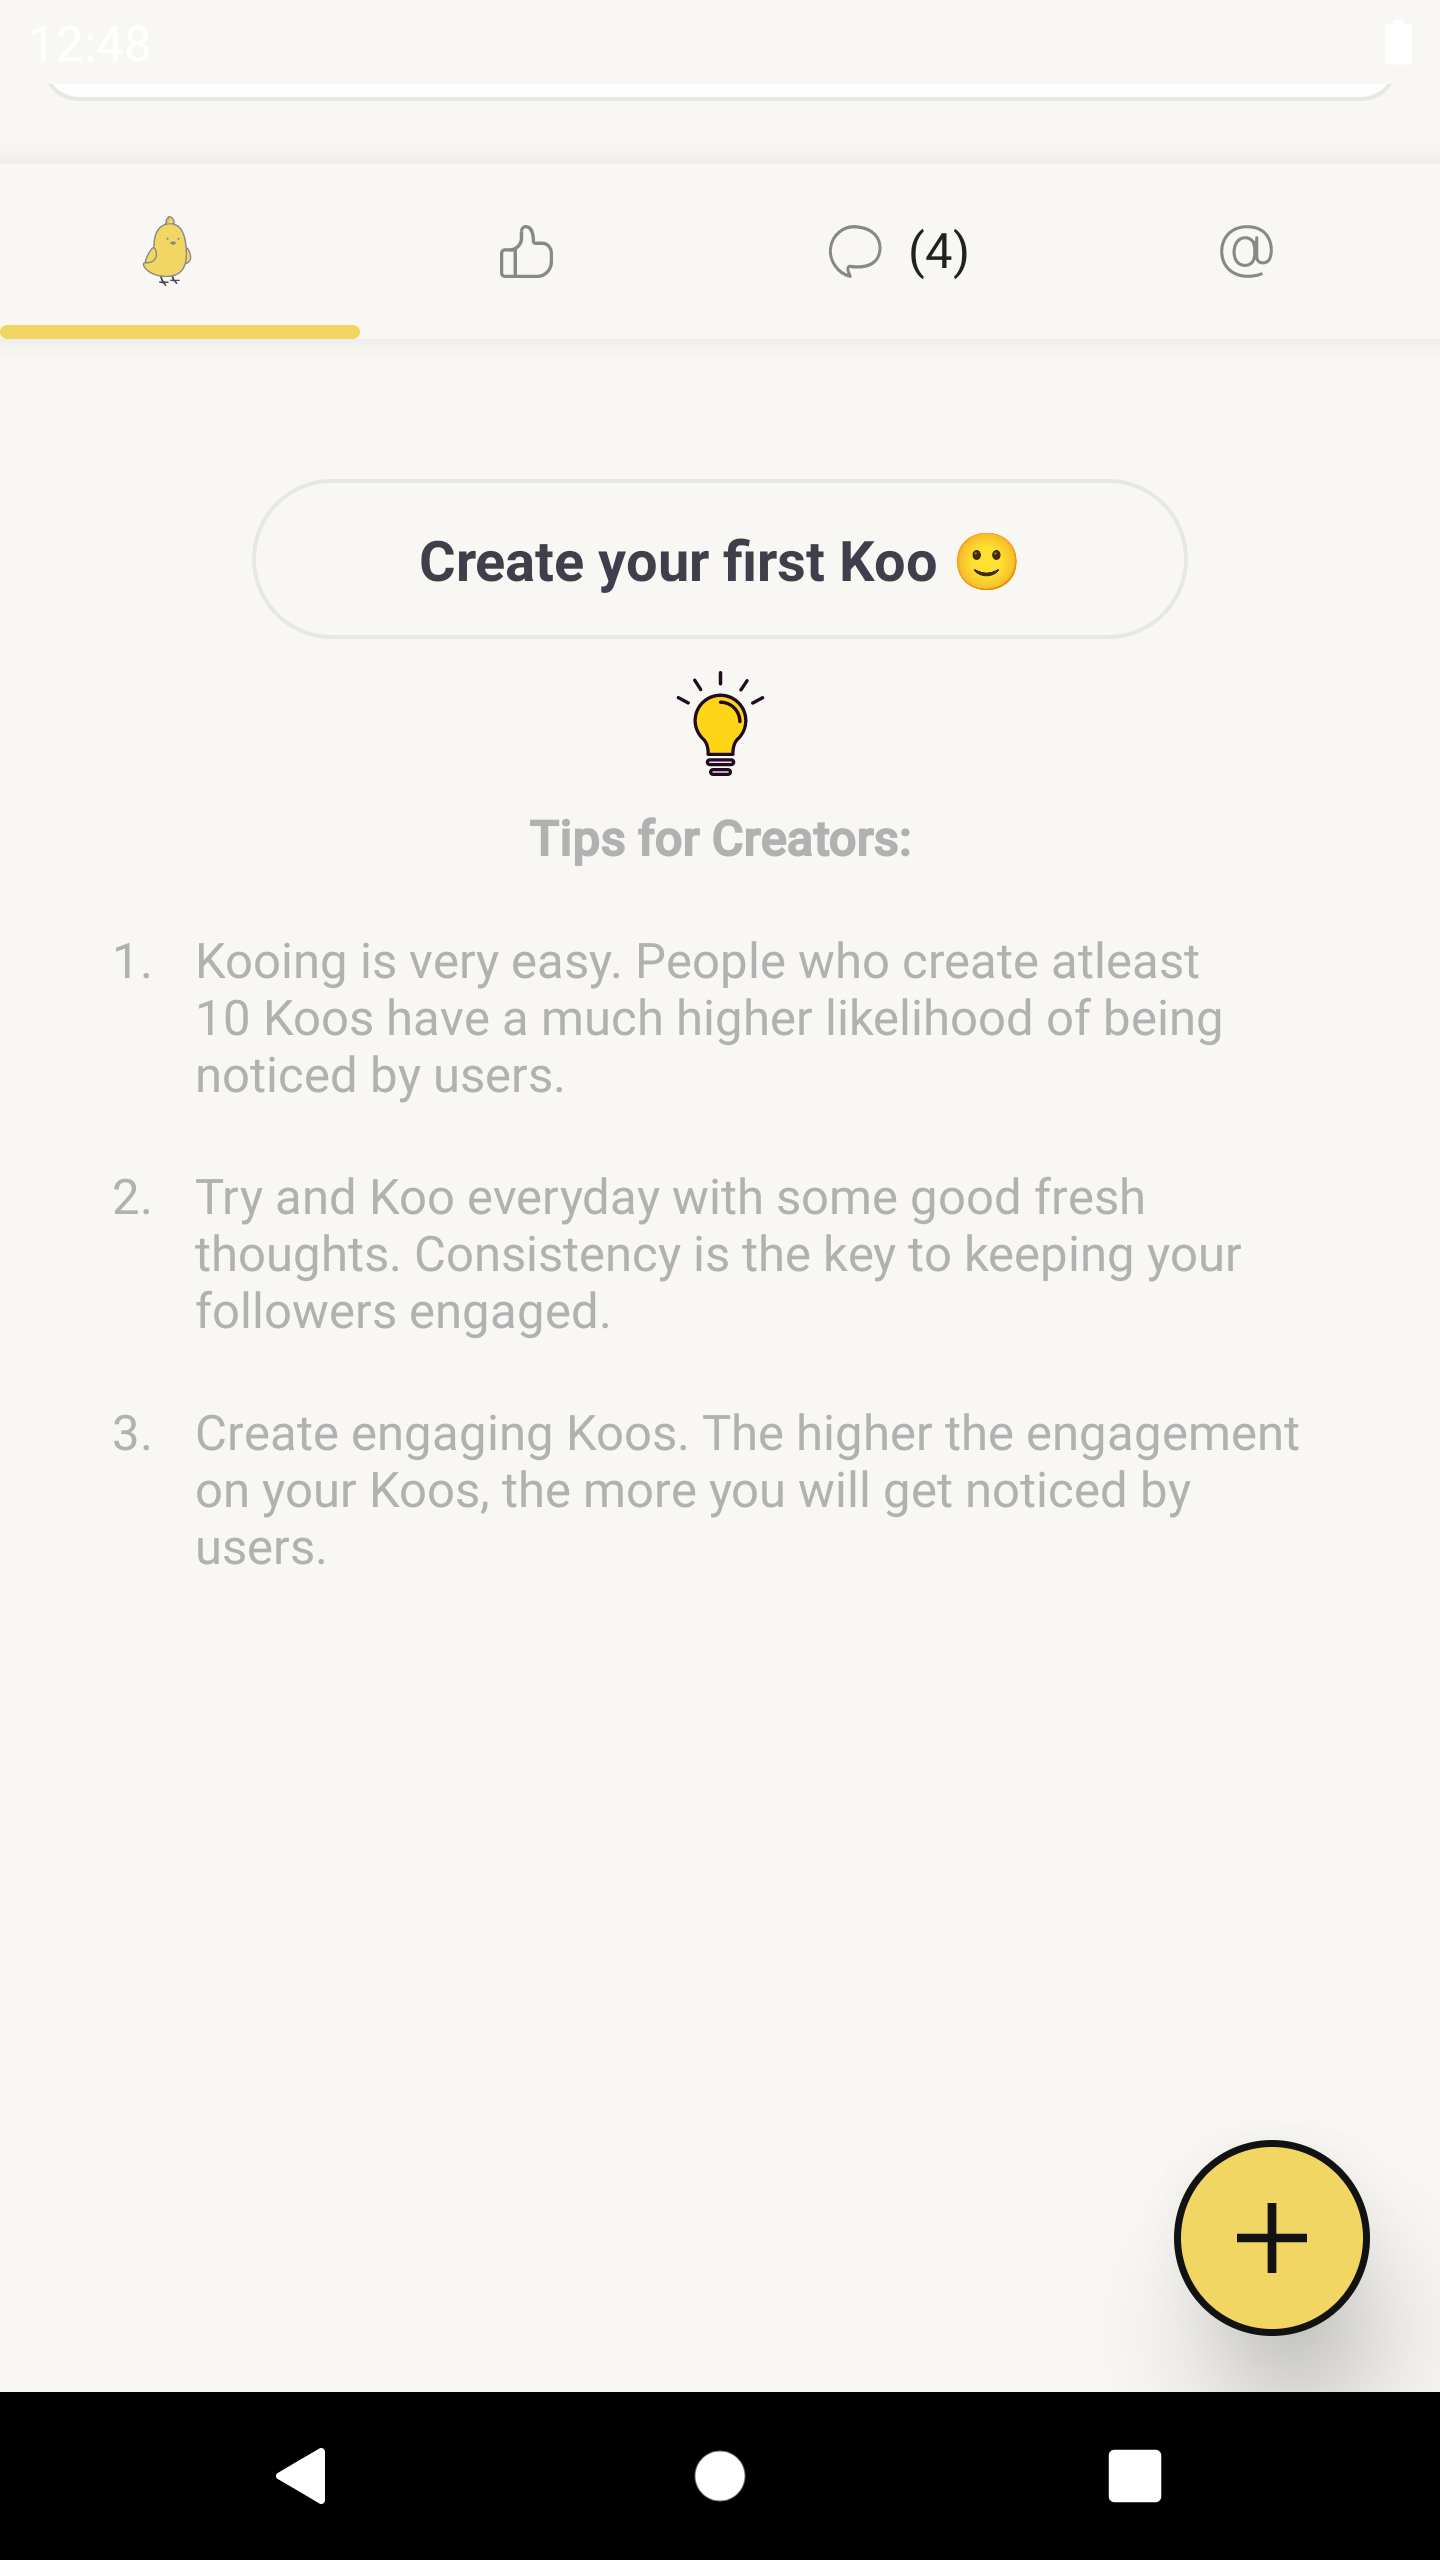 12:48
(4)
@
Create your first Koo 🙂
Tips for Creators:
1. Kooing is very easy. People who create atleast
10 Koos have a much higher likelihood of being
noticed by users.
2. Try and Koo everyday with some good fresh
thoughts. Consistency is the key to keeping your
followers engaged.
3. Create engaging Koos. The higher the engagement
on your Koos, the more you will get noticed by
users.